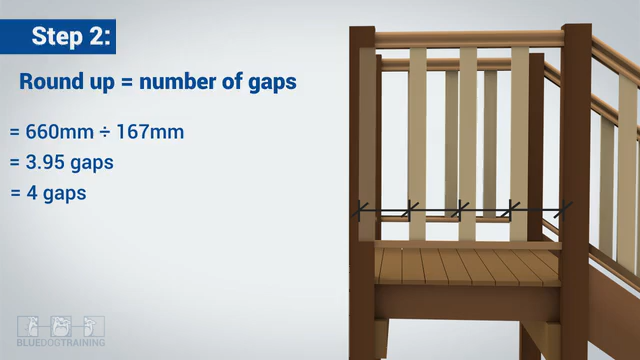 Step 2:
Round up = number of gaps
= 660mm ÷ 167mm
= 3.95 gaps
= 4 gaps
BLUEDOGTRAINING